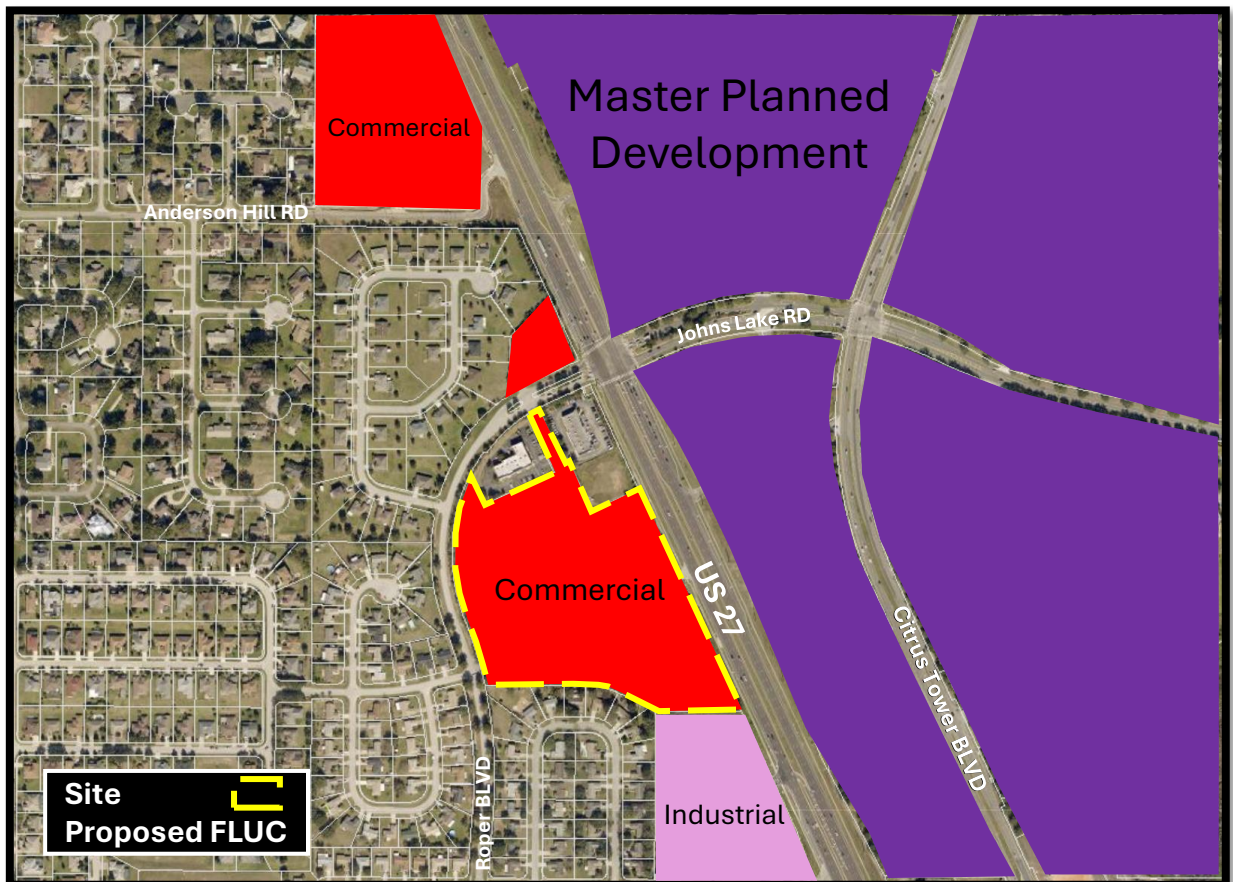 Master Planned
Development
Commercial
Anderson Hill RD
Johns Lake RD
Commercial
US 27
Citrus Tower BLVD
Roper BLVD
Industrial
Site
Proposed FLUC